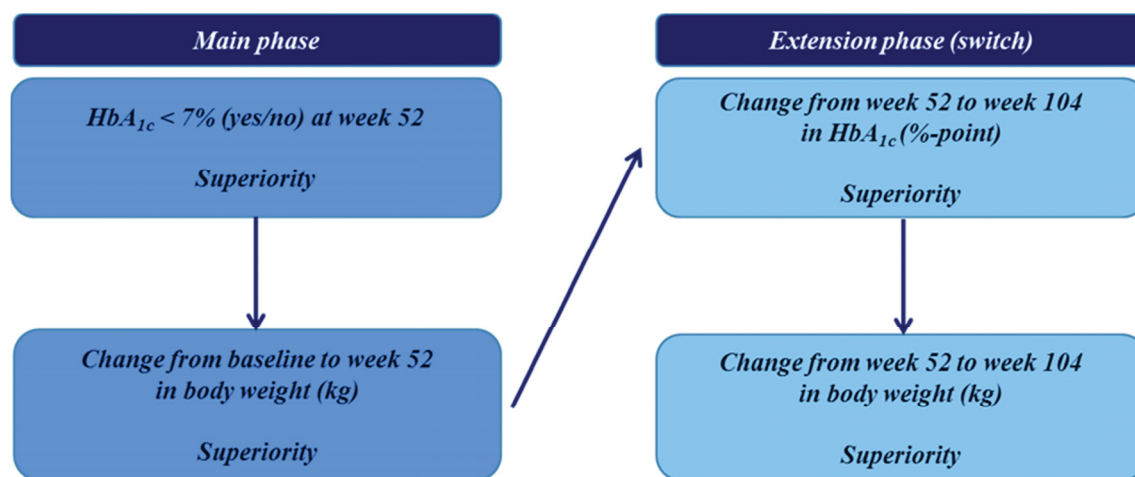 Main phase
HbA1c < 7% (yes/no) at week 52
Superiority
Change from baseline to week 52
in body weight (kg)
Superiority
Extension phase (switch)
Change from week 52 to week 104
in HbA1c (%-point)
Superiority
Change from week 52 to week 104
in body weight (kg)
Superiority